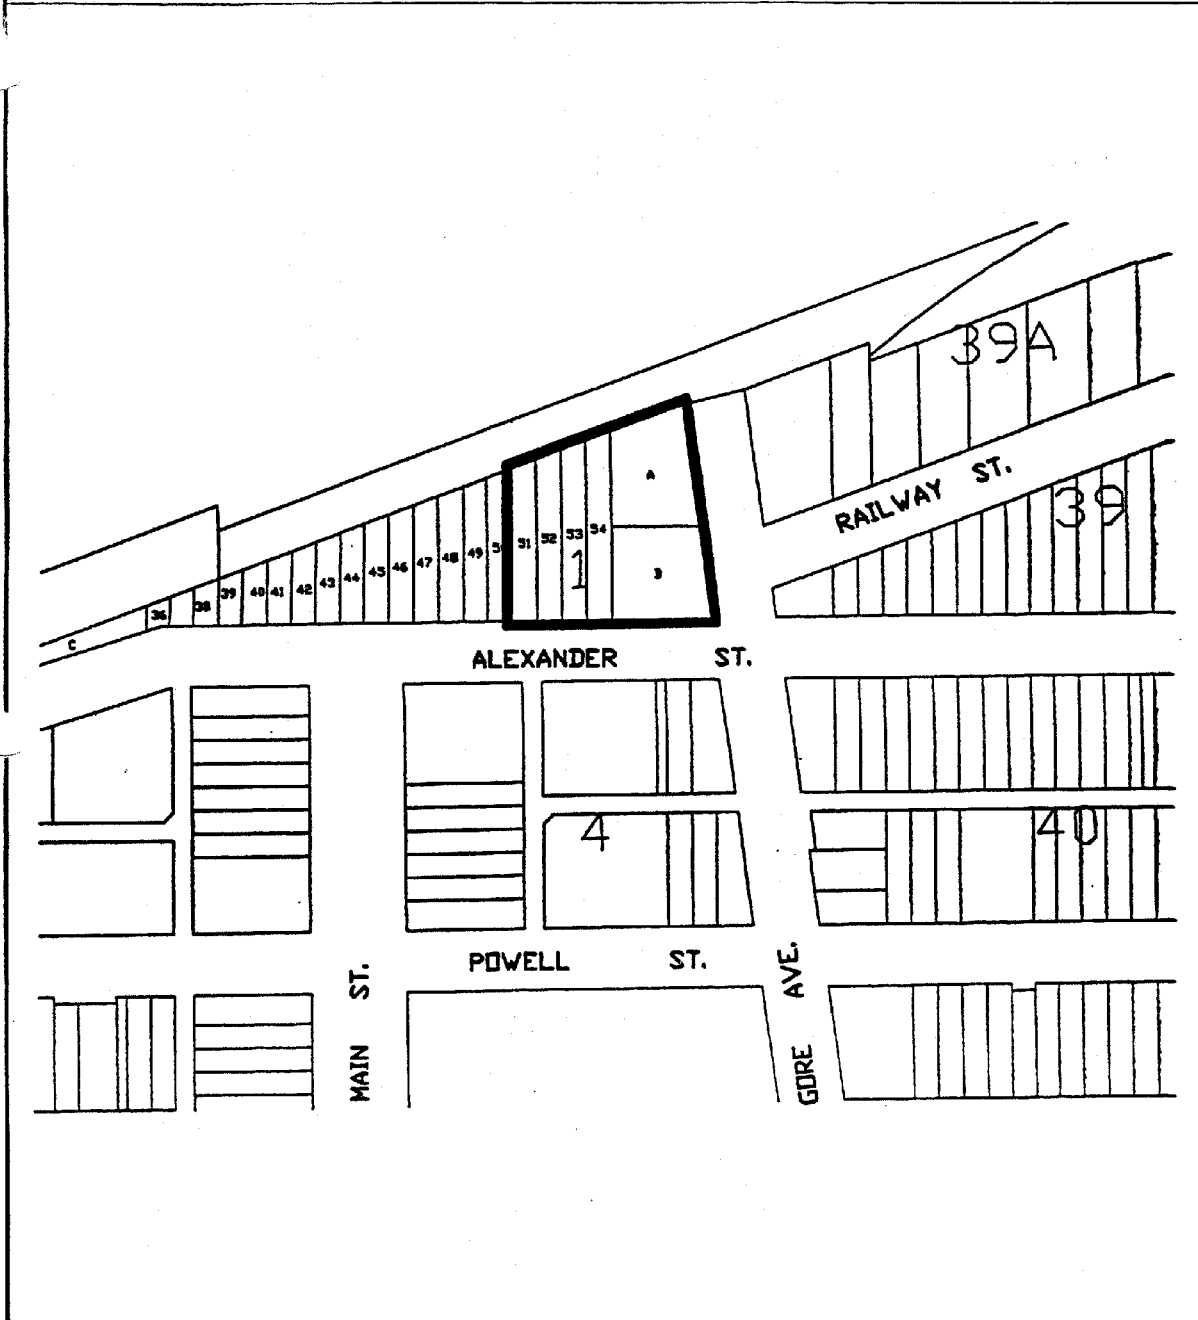 39A
RAILWAY ST.
39
A
51 52 53 54
1
36 38 39 40 41 42 43 44 45 46 47 48 49
C
ALEXANDER ST.
4
40
POWELL ST.
MAIN ST.
GORE AVE.